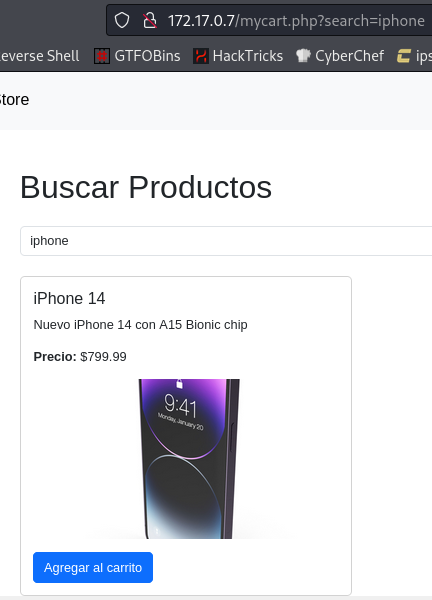 172.17.0.7/mycart.php?search=iphone
everse Shell GTFOBins HackTricks CyberChef ips
Store
Buscar Productos
iphone
iPhone 14
Nuevo iPhone 14 con A15 Bionic chip
Precio: $799.99
9:41
Monday, January 20
Agregar al carrito